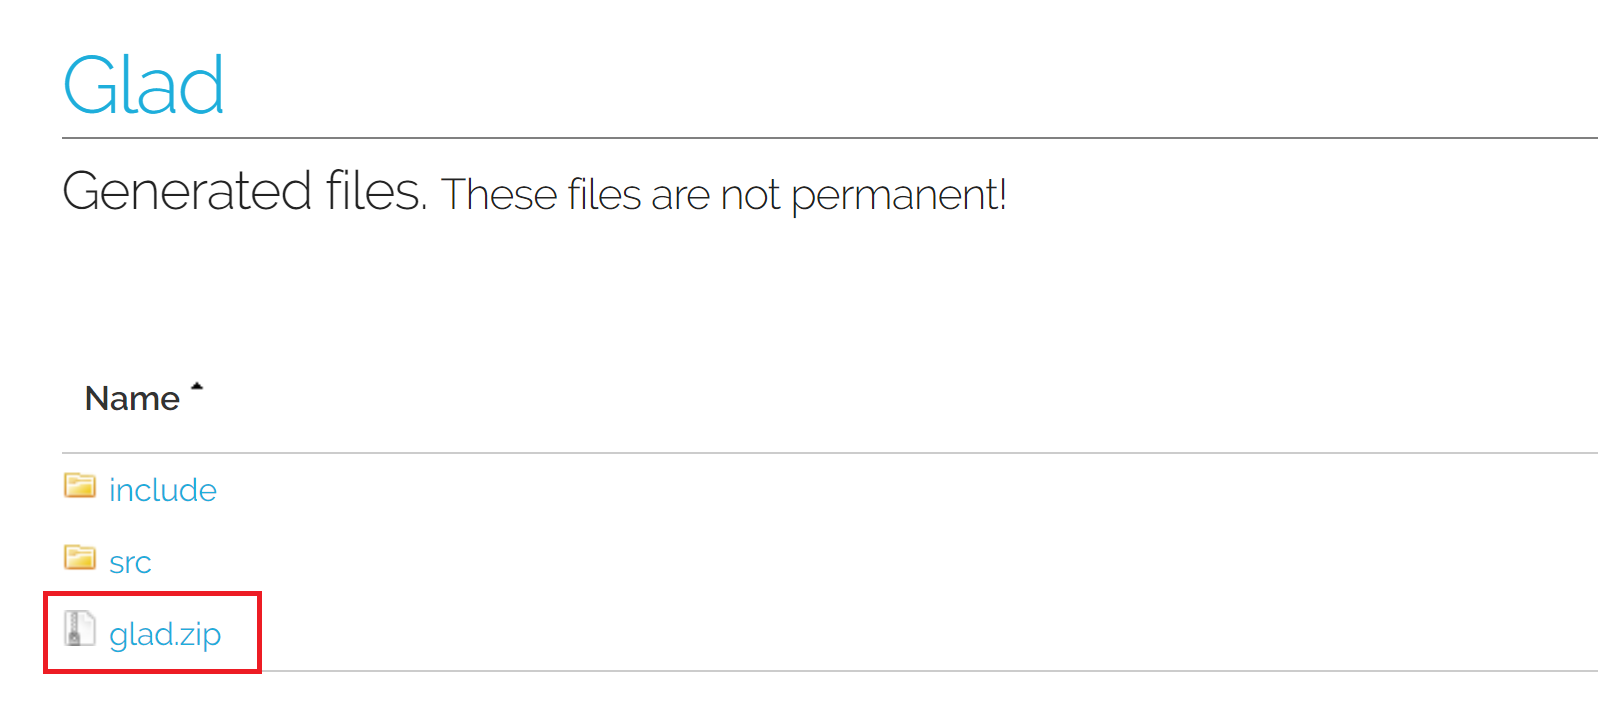 Glad
Generated files. These files are not permanent!
Name
include
src
glad.zip